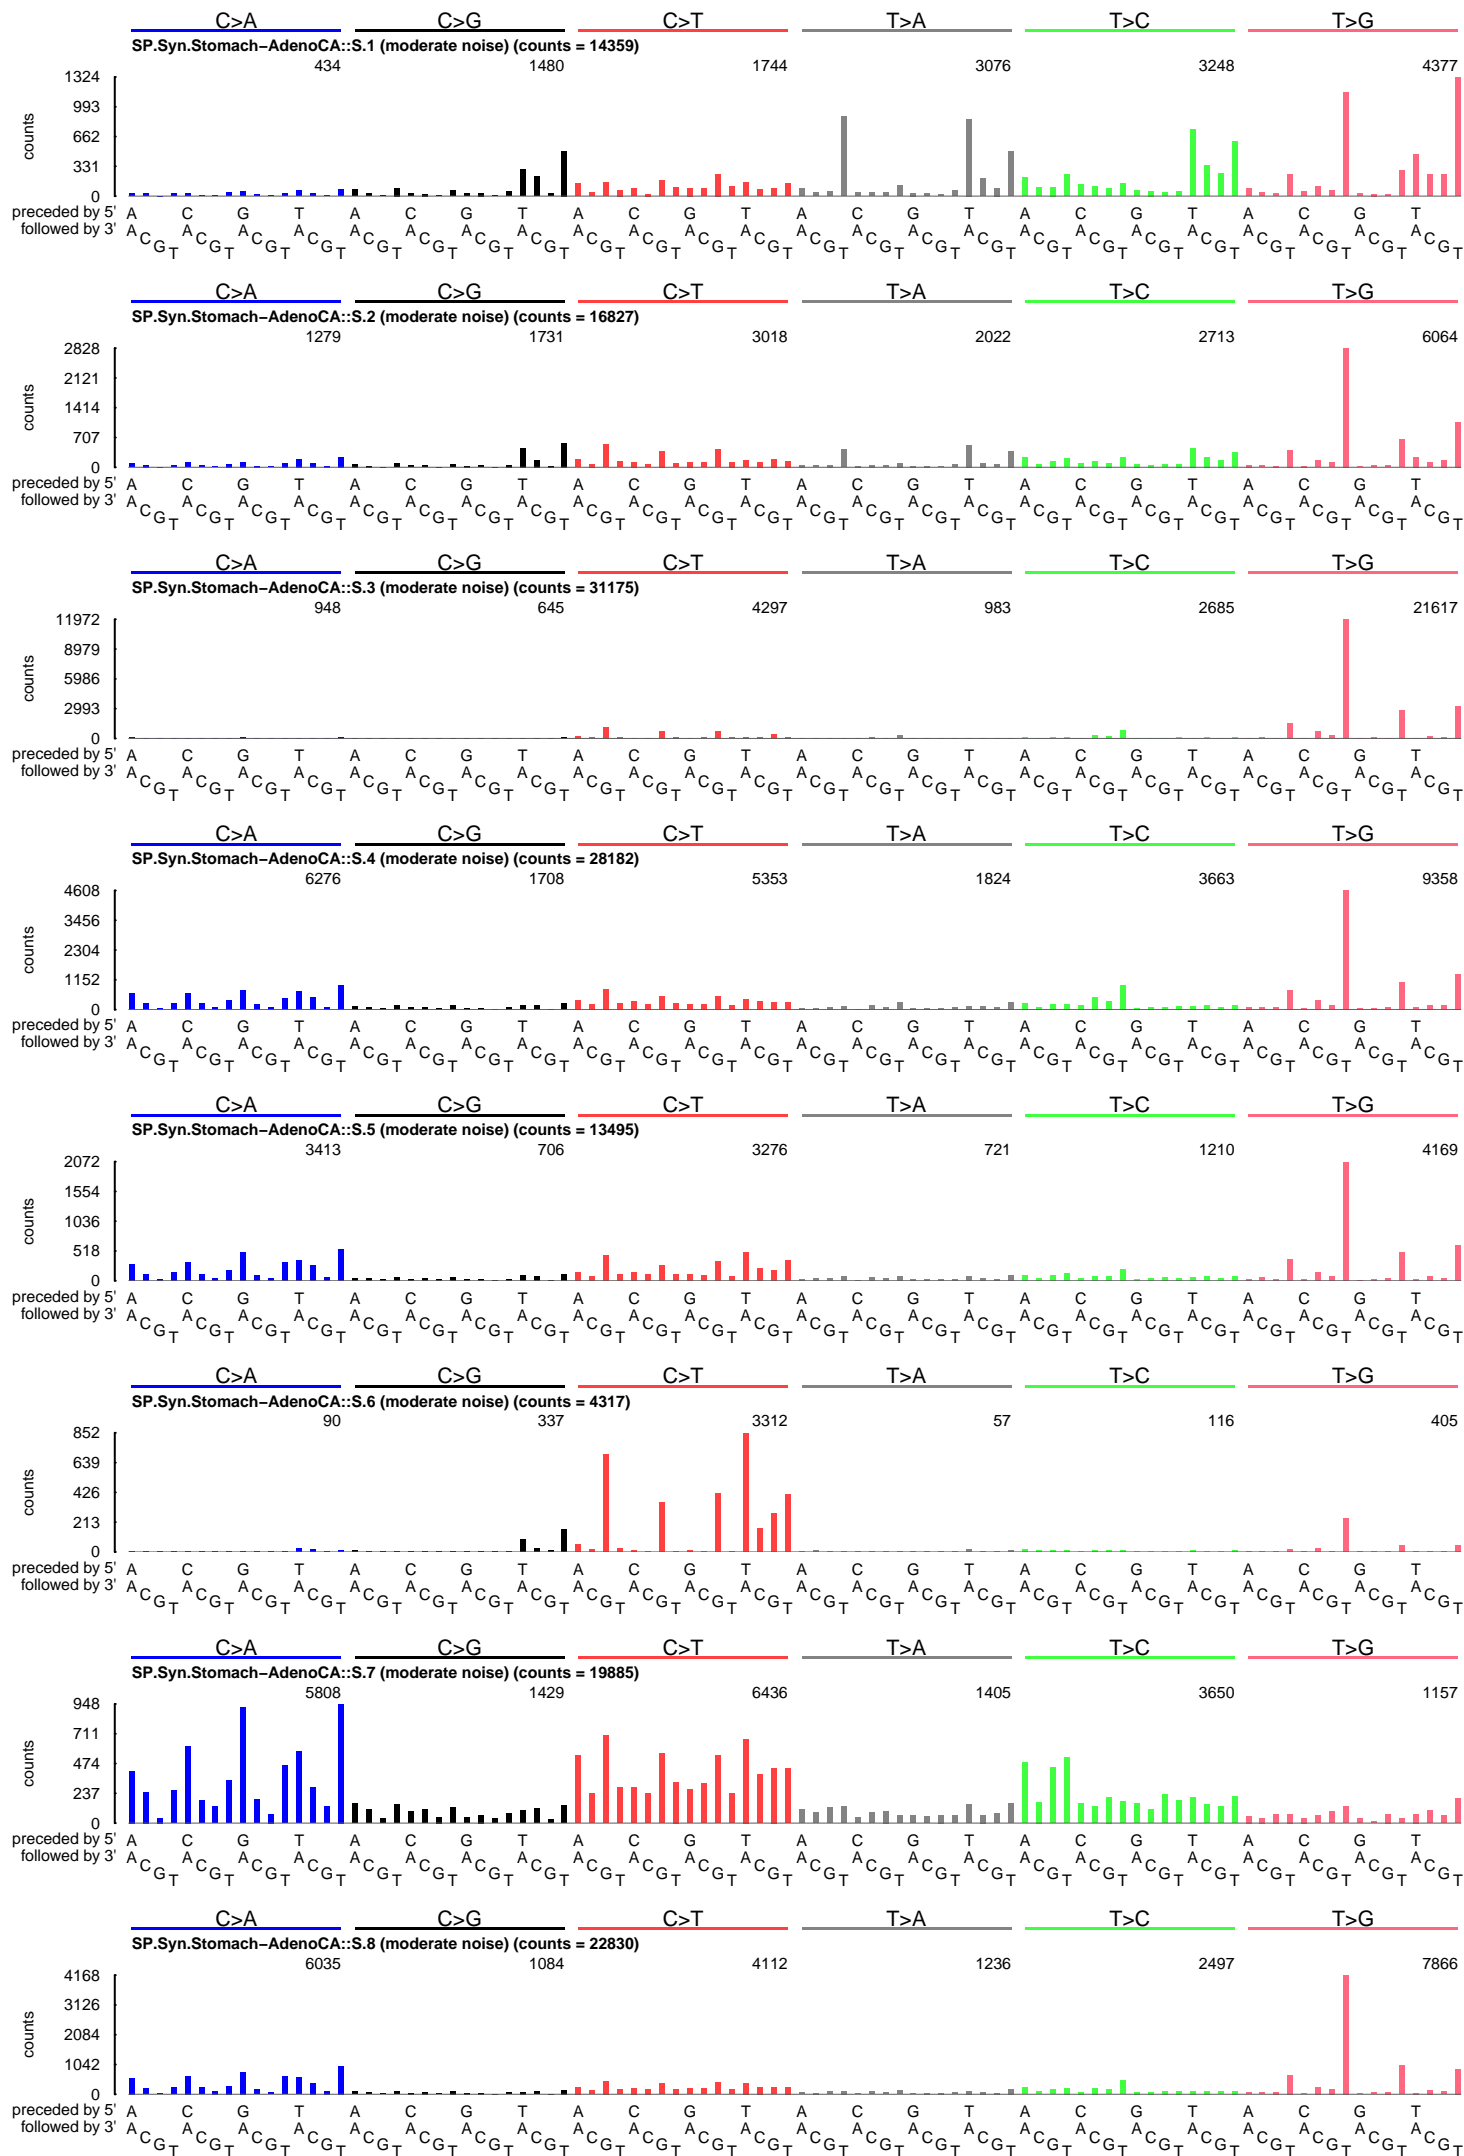 C>A C>G C>T T>A T>C T>G
SP.Syn.Stomach−AdenoCA::S.1 (moderate noise) (counts = 14359)
434 1480 1744 3076 3248 4377
1324
993
662
331
0
counts
preceded by 5' A C G T A C G T A C G T A C G T A C G T A C G T
followed by 3' A C G T A C G T A C G T A C G T A C G T A C G T A C G T A C G T A C G T A C G T A C G T A C G T A C G T A C G T A C G T A C G T A C G T A C G T A C G T A C G T A C G T A C G T A C G T A C G T
C>A C>G C>T T>A T>C T>G
SP.Syn.Stomach−AdenoCA::S.2 (moderate noise) (counts = 16827)
1279 1731 3018 2022 2713 6064
2828
2121
1414
707
0
counts
preceded by 5' A C G T A C G T A C G T A C G T A C G T A C G T
followed by 3' A C G T A C G T A C G T A C G T A C G T A C G T A C G T A C G T A C G T A C G T A C G T A C G T A C G T A C G T A C G T A C G T A C G T A C G T A C G T A C G T A C G T A C G T A C G T A C G T
C>A C>G C>T T>A T>C T>G
SP.Syn.Stomach−AdenoCA::S.3 (moderate noise) (counts = 31175)
948 645 4297 983 2685 21617
11972
8979
5986
2993
0
counts
preceded by 5' A C G T A C G T A C G T A C G T A C G T A C G T
followed by 3' A C G T A C G T A C G T A C G T A C G T A C G T A C G T A C G T A C G T A C G T A C G T A C G T A C G T A C G T A C G T A C G T A C G T A C G T A C G T A C G T A C G T A C G T A C G T A C G T
C>A C>G C>T T>A T>C T>G
SP.Syn.Stomach−AdenoCA::S.4 (moderate noise) (counts = 28182)
6276 1708 5353 1824 3663 9358
4608
3456
2304
1152
0
counts
preceded by 5' A C G T A C G T A C G T A C G T A C G T A C G T
followed by 3' A C G T A C G T A C G T A C G T A C G T A C G T A C G T A C G T A C G T A C G T A C G T A C G T A C G T A C G T A C G T A C G T A C G T A C G T A C G T A C G T A C G T A C G T A C G T A C G T
C>A C>G C>T T>A T>C T>G
SP.Syn.Stomach−AdenoCA::S.5 (moderate noise) (counts = 13495)
3413 706 3276 721 1210 4169
2072
1554
1036
518
0
counts
preceded by 5' A C G T A C G T A C G T A C G T A C G T A C G T
followed by 3' A C G T A C G T A C G T A C G T A C G T A C G T A C G T A C G T A C G T A C G T A C G T A C G T A C G T A C G T A C G T A C G T A C G T A C G T A C G T A C G T A C G T A C G T A C G T A C G T
C>A C>G C>T T>A T>C T>G
SP.Syn.Stomach−AdenoCA::S.6 (moderate noise) (counts = 4317)
90 337 3312 57 116 405
852
639
426
213
0
counts
preceded by 5' A C G T A C G T A C G T A C G T A C G T A C G T
followed by 3' A C G T A C G T A C G T A C G T A C G T A C G T A C G T A C G T A C G T A C G T A C G T A C G T A C G T A C G T A C G T A C G T A C G T A C G T A C G T A C G T A C G T A C G T A C G T A C G T
C>A C>G C>T T>A T>C T>G
SP.Syn.Stomach−AdenoCA::S.7 (moderate noise) (counts = 19885)
5808 1429 6436 1405 3650 1157
948
711
474
237
0
counts
preceded by 5' A C G T A C G T A C G T A C G T A C G T A C G T
followed by 3' A C G T A C G T A C G T A C G T A C G T A C G T A C G T A C G T A C G T A C G T A C G T A C G T A C G T A C G T A C G T A C G T A C G T A C G T A C G T A C G T A C G T A C G T A C G T A C G T
C>A C>G C>T T>A T>C T>G
SP.Syn.Stomach−AdenoCA::S.8 (moderate noise) (counts = 22830)
6035 1084 4112 1236 2497 7866
4168
3126
2084
1042
0
counts
preceded by 5' A C G T A C G T A C G T A C G T A C G T A C G T
followed by 3' A C G T A C G T A C G T A C G T A C G T A C G T A C G T A C G T A C G T A C G T A C G T A C G T A C G T A C G T A C G T A C G T A C G T A C G T A C G T A C G T A C G T A C G T A C G T A C G T